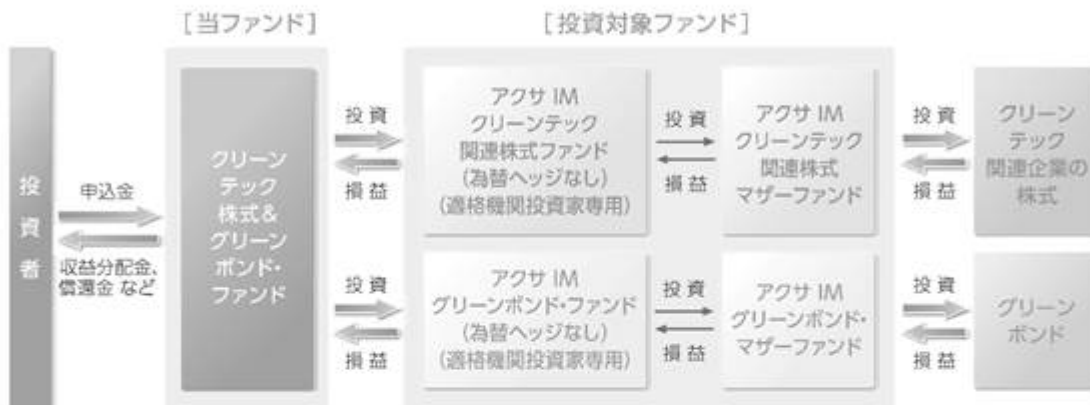 [当ファンド]
[投資対象ファンド]
投資者
申込金
収益分配金、
償還金 など
クリーン
テック
株式&
グリーン
ボンド・
ファンド
投資
損益
アクサ IM
クリーンテック
関連株式ファンド
(為替ヘッジなし)
(適格機関投資家専用)
投資
損益
アクサ IM
クリーンテック
関連株式
マザーファンド
投資
損益
クリーン
テック
関連企業の
株式
投資
損益
アクサ IM
グリーンボンド・ファンド
(為替ヘッジなし)
(適格機関投資家専用)
投資
損益
アクサ IM
グリーンボンド・
マザーファンド
投資
損益
グリーン
ボンド